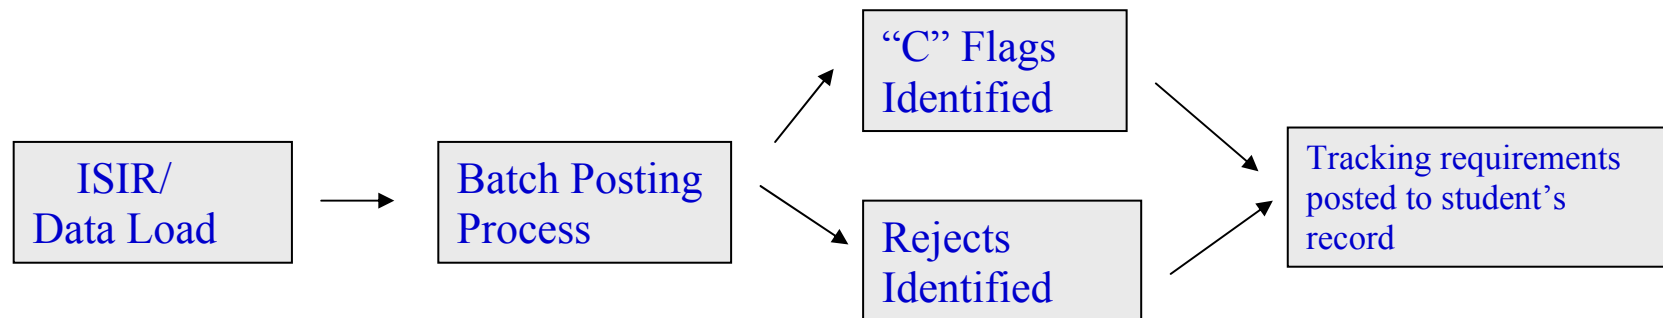 ISIR/
Data Load
Batch Posting
Process
“C” Flags
Identified
Rejects
Identified
Tracking requirements
posted to student’s
record